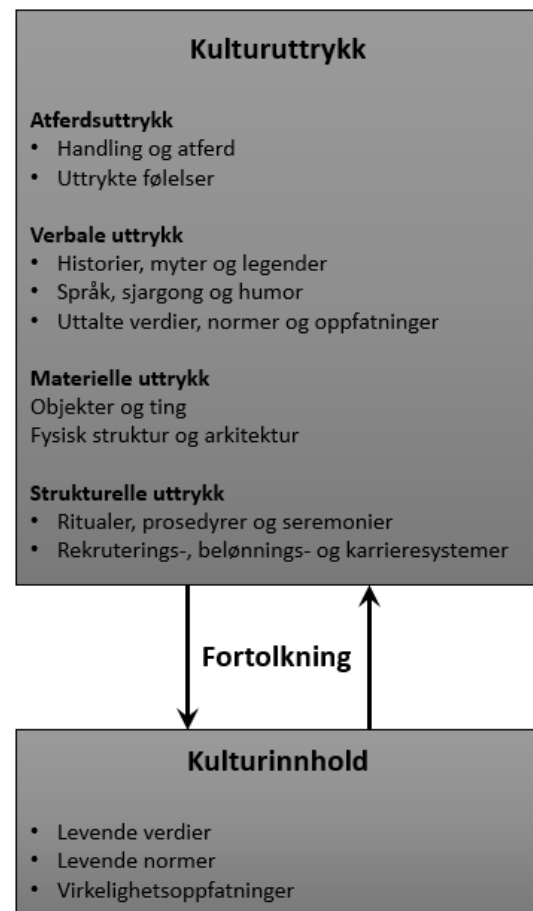 Kulturuttrykk
Atferdsuttrykk
• Handling og atferd
• Uttrykte følelser
Verbale uttrykk
• Historier, myter og legender
• Språk, sjargong og humor
• Uttalte verdier, normer og oppfatninger
Materielle uttrykk
Objekter og ting
Fysisk struktur og arkitektur
Strukturelle uttrykk
• Ritualer, prosedyrer og seremonier
• Rekruterings-, belønnings- og karrieresystemer
Fortolkning
Kulturinnhold
• Levende verdier
• Levende normer
• Virkelighetsoppfatninger